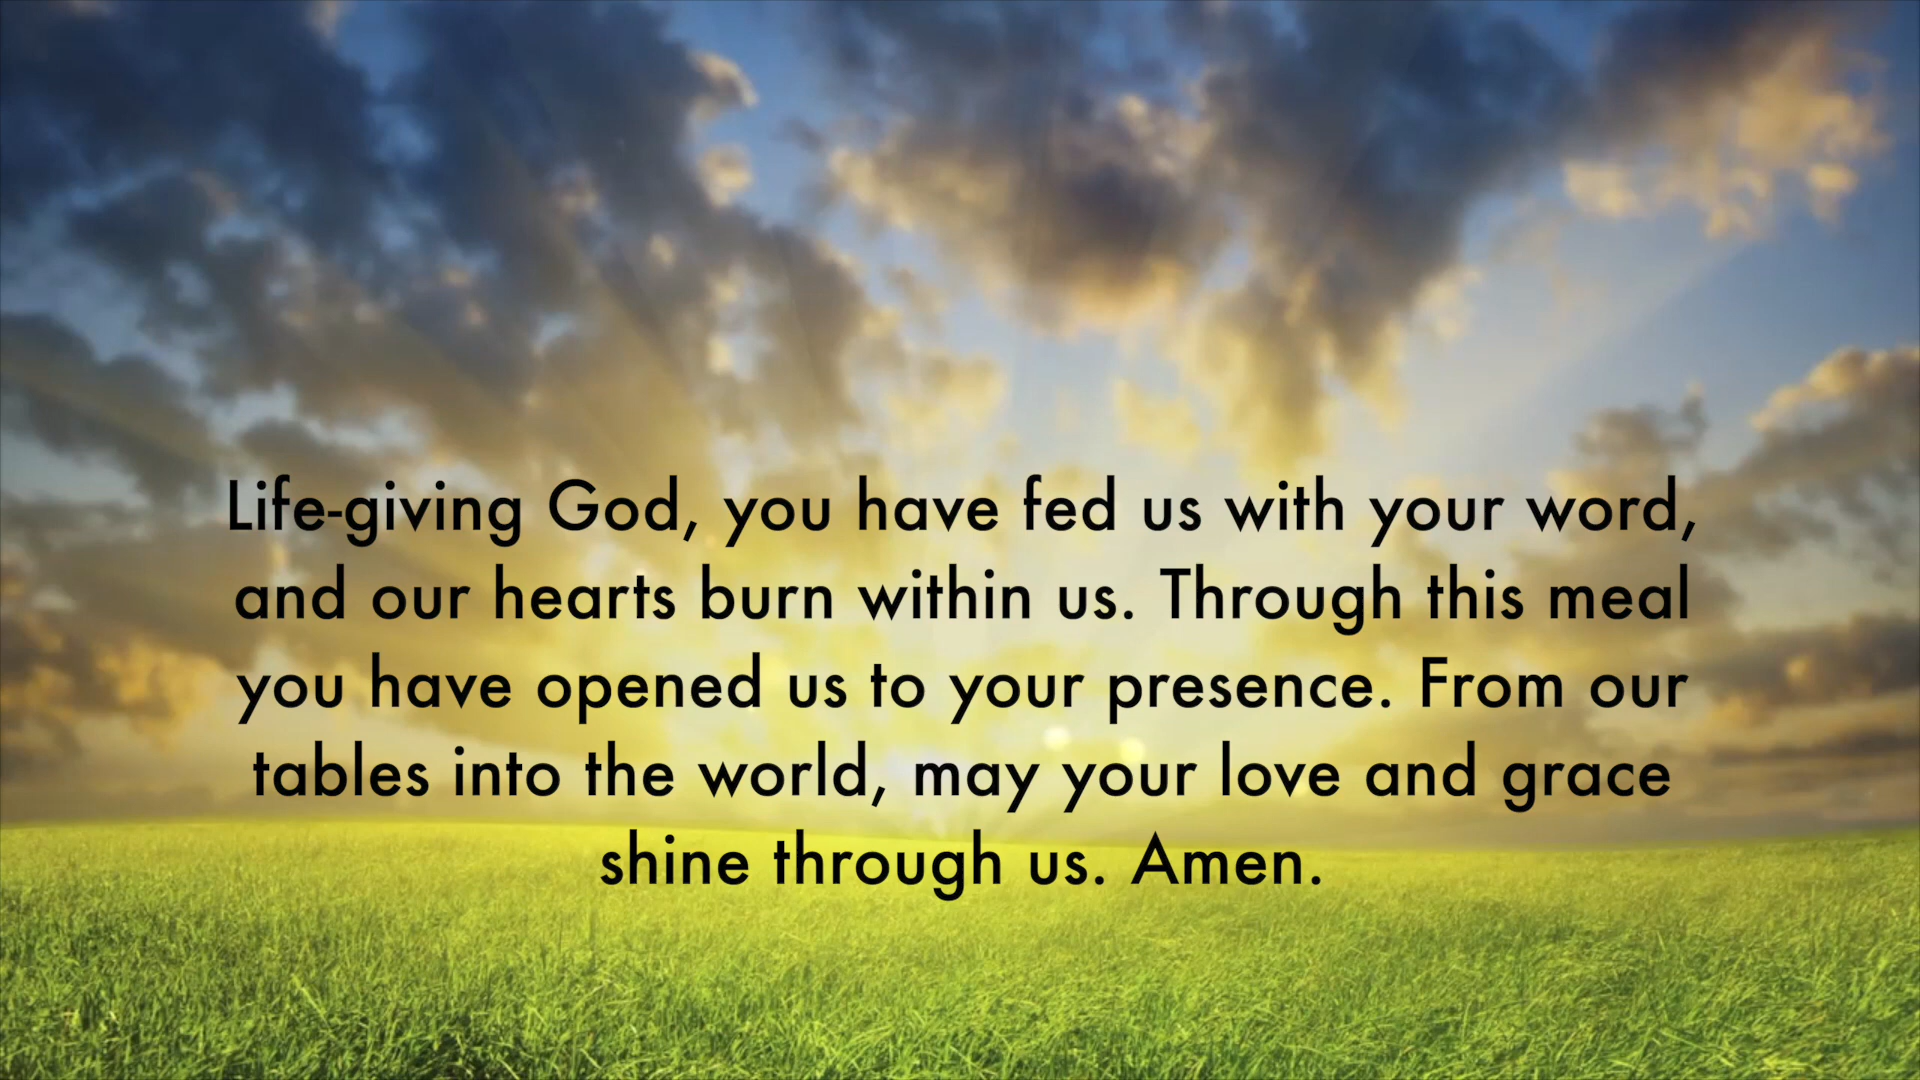 Life-giving God, you have fed us with your word,
and our hearts burn within us. Through this meal
you have opened us to your presence. From our
tables into the world, may your love and grace
shine through us. Amen.